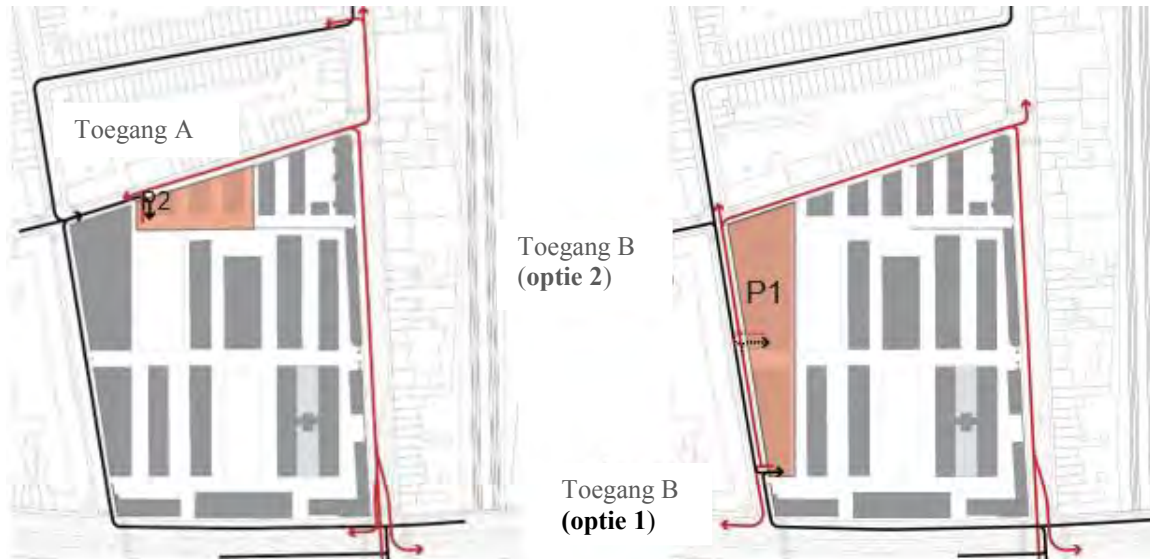 Toegang A
P2
Toegang B
(optie 2)
P1
Toegang B
(optie 1)